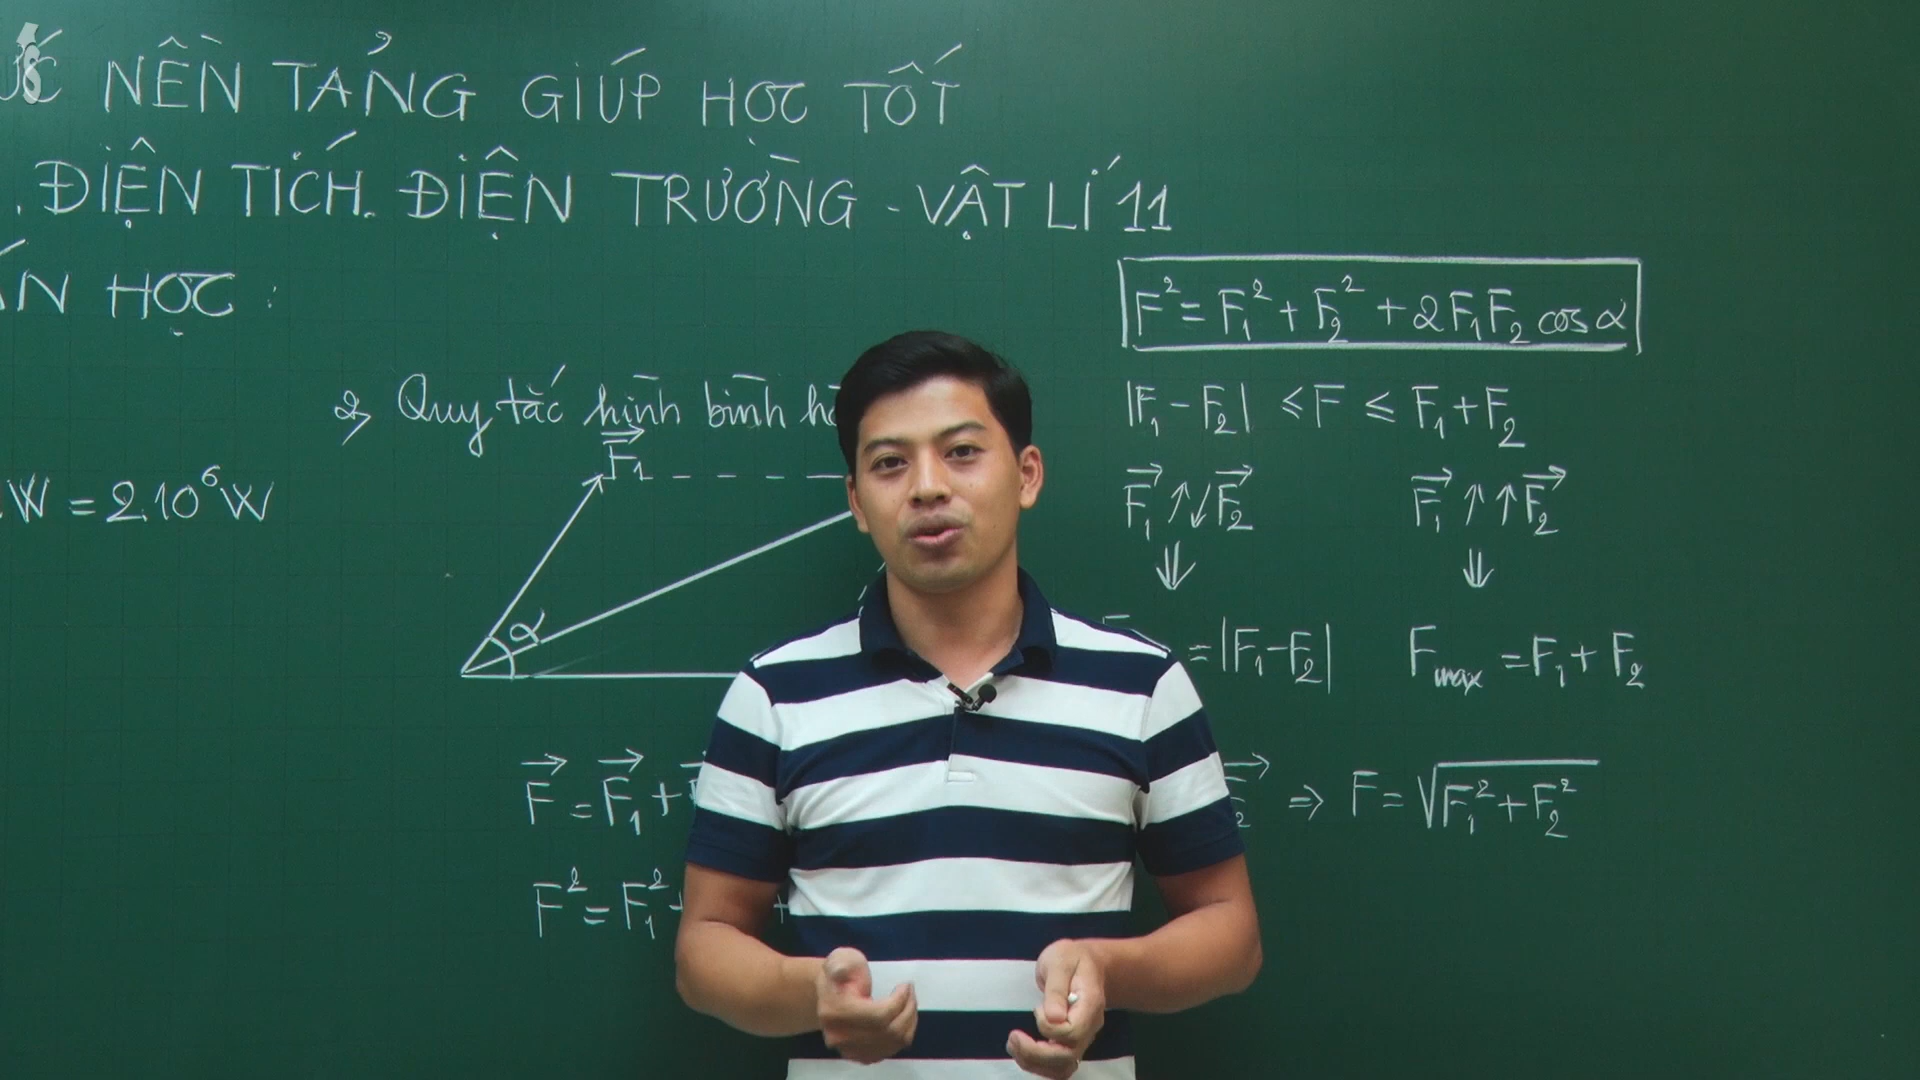 NỀN TẢNG GIÚP HỌC TỐT
. ĐIỆN TÍCH. ĐIỆN TRƯỜNG - VẬT LÍ 11
HỌC :
2, Quy tắc hình bình
F₁
α
W = 2.10⁶W
F = F₁ +
F² = F₁²
F² = F₁² + F₂² + 2F₁F₂ cos α
|F₁ - F₂| ≤ F ≤ F₁ + F₂
F₁ ↑↓ F₂
F₁ ↑↑ F₂
⇓ ⇓
= |F₁ - F₂|
Fmax = F₁ + F₂
⇒ F = √F₁² + F₂²